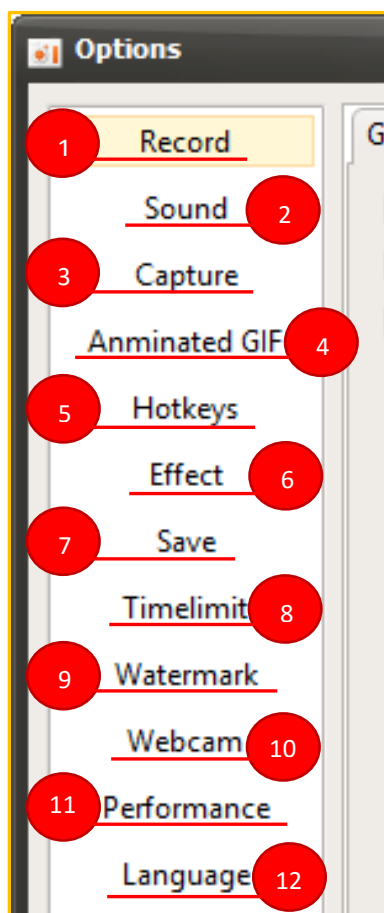 Options
G
1 Record
Sound 2
3 Capture
Anminated GIF 4
5 Hotkeys
Effect 6
7 Save
Timelimit 8
9 Watermark
Webcam 10
11 Performance
Language 12